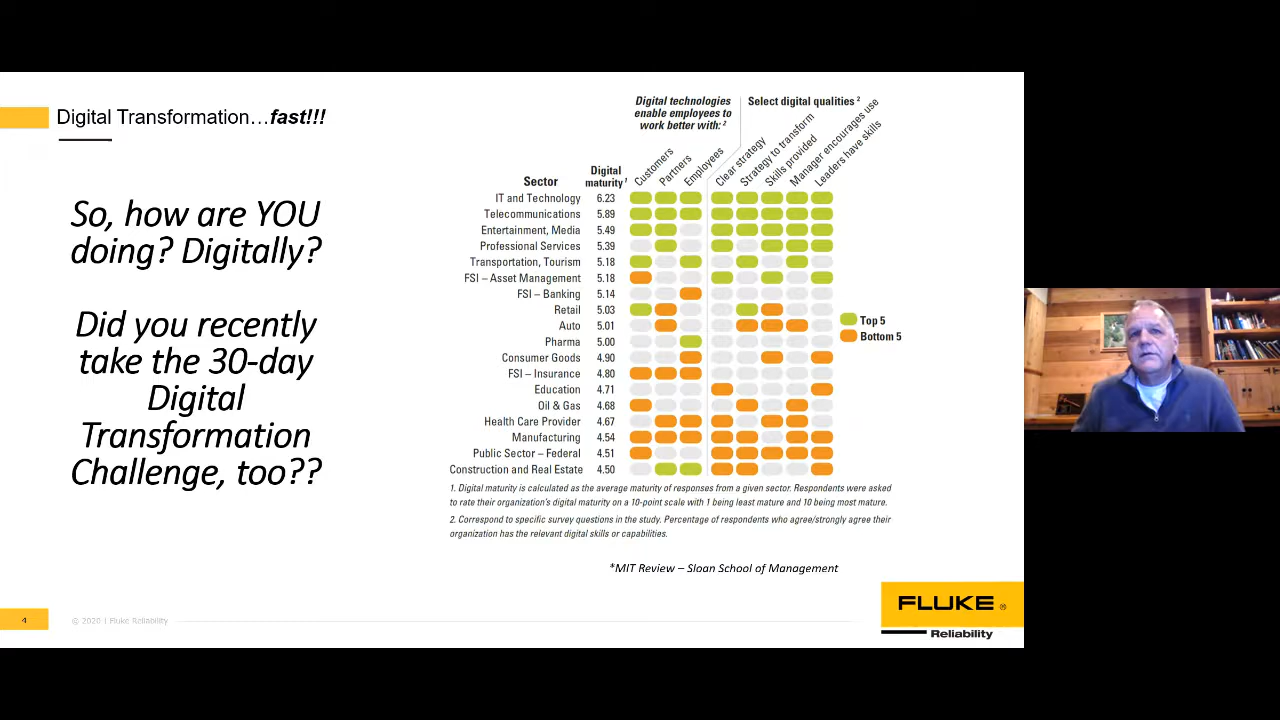 Digital Transformation…fast!!!
So, how are YOU
doing? Digitally?
Did you recently
take the 30-day
Digital
Transformation
Challenge, too??
Digital technologies
enable employees to
work better with: 2
Select digital qualities 2
Sector
Digital
maturity 1
Customers
Partners
Employees
Clear strategy
Strategy to transform
Skills provided
Manager encourages use
Leaders have skills
IT and Technology 6.23
Telecommunications 5.89
Entertainment, Media 5.49
Professional Services 5.39
Transportation, Tourism 5.18
FSI – Asset Management 5.18
FSI – Banking 5.14
Retail 5.03
Auto 5.01
Pharma 5.00
Consumer Goods 4.90
FSI – Insurance 4.80
Education 4.71
Oil & Gas 4.68
Health Care Provider 4.67
Manufacturing 4.54
Public Sector – Federal 4.51
Construction and Real Estate 4.50
Top 5
Bottom 5
1. Digital maturity is calculated as the average maturity of responses from a given sector. Respondents were asked
to rate their organization's digital maturity on a 10-point scale with 1 being least mature and 10 being most mature.
2. Correspond to specific survey questions in the study. Percentage of respondents who agree/strongly agree their
organization has the relevant digital skills or capabilities.
*MIT Review – Sloan School of Management
4
© 2020 | Fluke Reliability
FLUKE ®
Reliability